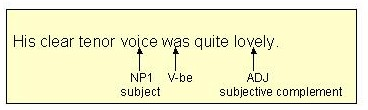 His clear tenor voice was quite lovely.
NP1 V-be ADJ
subject subjective complement